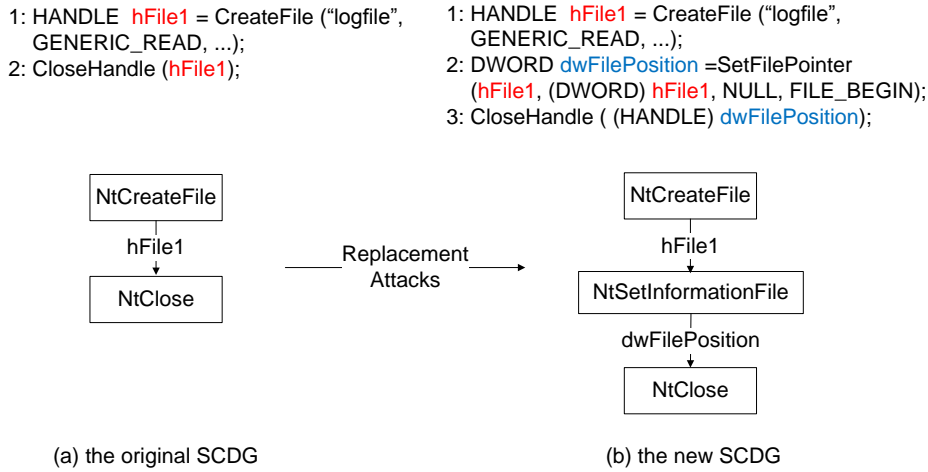 1: HANDLE hFile1 = CreateFile (“logfile”,
GENERIC_READ, ...);
2: CloseHandle (hFile1);
1: HANDLE hFile1 = CreateFile (“logfile”,
GENERIC_READ, ...);
2: DWORD dwFilePosition =SetFilePointer
(hFile1, (DWORD) hFile1, NULL, FILE_BEGIN);
3: CloseHandle ( (HANDLE) dwFilePosition);
NtCreateFile
hFile1
NtClose
Replacement
Attacks
NtCreateFile
hFile1
NtSetInformationFile
dwFilePosition
NtClose
(a) the original SCDG
(b) the new SCDG